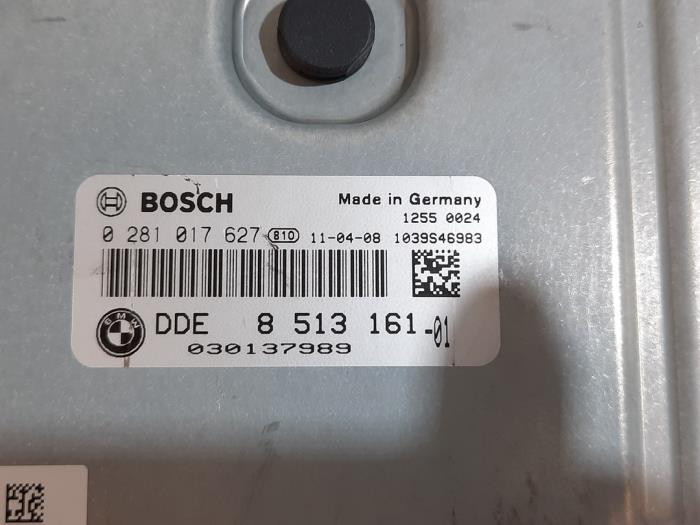 BOSCH
Made in Germany
1255 0024
0 281 017 627 810 11-04-08 1039S46983
BMW
DDE 8 513 161-01
030137989